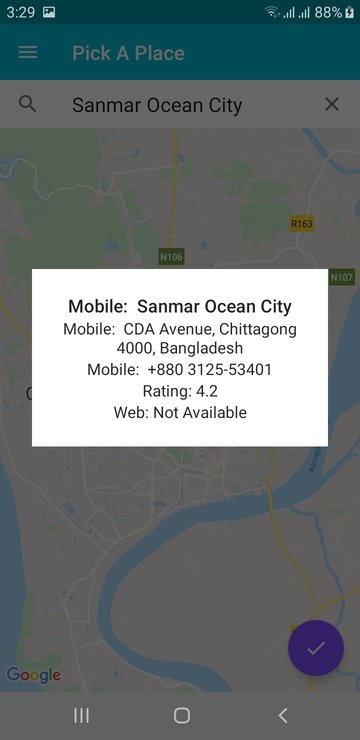 3:29
88%
Pick A Place
Sanmar Ocean City
R163
N106
N107
Mobile:  Sanmar Ocean City
Mobile:  CDA Avenue, Chittagong
4000, Bangladesh
Mobile:  +880 3125-53401
Rating: 4.2
Web: Not Available
Google